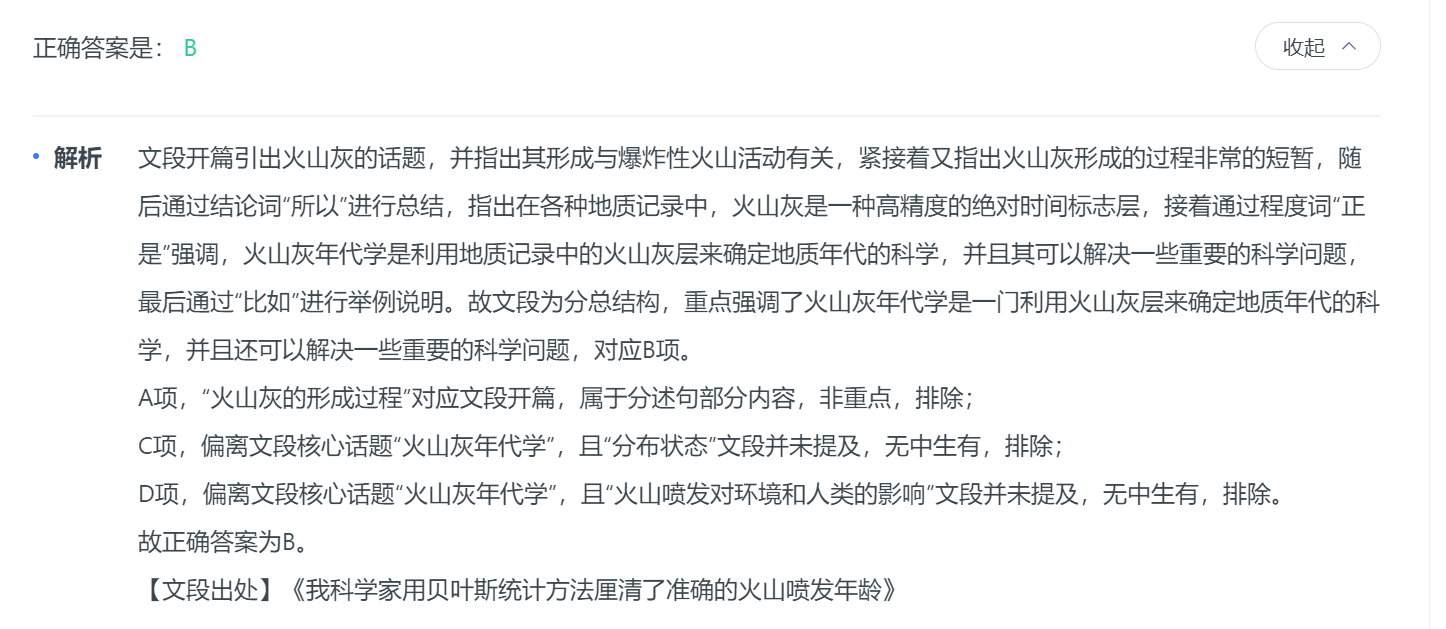 正确答案是： B
收起
解析
文段开篇引出火山灰的话题，并指出其形成与爆炸性火山活动有关，紧接着又指出火山灰形成的过程非常的短暂，随
后通过结论词“所以”进行总结，指出在各种地质记录中，火山灰是一种高精度的绝对时间标志层，接着通过程度词“正
是”强调，火山灰年代学是利用地质记录中的火山灰层来确定地质年代的科学，并且其可以解决一些重要的科学问题，
最后通过“比如”进行举例说明。故文段为分总结构，重点强调了火山灰年代学是一门利用火山灰层来确定地质年代的科
学，并且还可以解决一些重要的科学问题，对应B项。
A项，“火山灰的形成过程”对应文段开篇，属于分述句部分内容，非重点，排除；
C项，偏离文段核心话题“火山灰年代学”，且“分布状态”文段并未提及，无中生有，排除；
D项，偏离文段核心话题“火山灰年代学”，且“火山喷发对环境和人类的影响”文段并未提及，无中生有，排除。
故正确答案为B。
【文段出处】《我科学家用贝叶斯统计方法厘清了准确的火山喷发年龄》